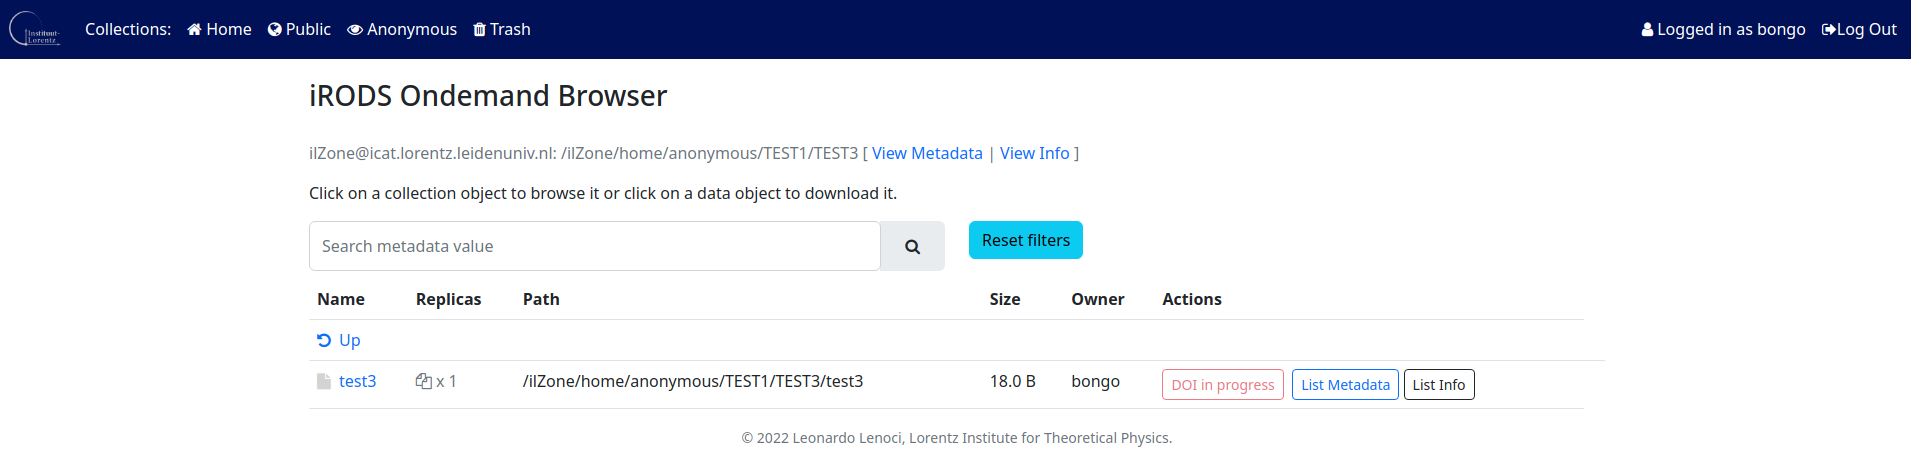 Instituut-
Lorentz
Collections: Home Public Anonymous Trash Logged in as bongo Log Out
iRODS Ondemand Browser
ilZone@icat.lorentz.leidenuniv.nl: /ilZone/home/anonymous/TEST1/TEST3 [ View Metadata | View Info ]
Click on a collection object to browse it or click on a data object to download it.
Search metadata value Reset filters
Name Replicas Path Size Owner Actions
Up
test3 x 1 /ilZone/home/anonymous/TEST1/TEST3/test3 18.0 B bongo DOI in progress List Metadata List Info
© 2022 Leonardo Lenoci, Lorentz Institute for Theoretical Physics.